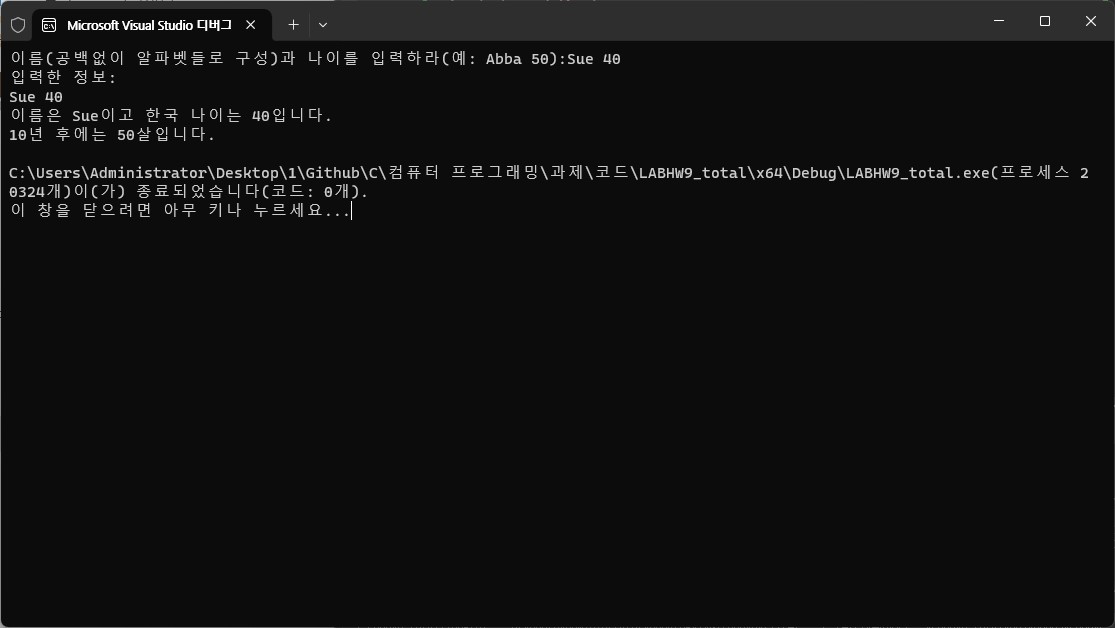 Microsoft Visual Studio 디버그
이름(공백없이 알파벳들로 구성)과 나이를 입력하라(예: Abba 50):Sue 40
입력한 정보:
Sue 40
이름은 Sue이고 한국 나이는 40입니다.
10년 후에는 50살입니다.
C:\Users\Administrator\Desktop\1\Github\C\컴퓨터 프로그래밍\과제\코드\LABHW9_total\x64\Debug\LABHW9_total.exe(프로세스 2
0324개)이(가) 종료되었습니다(코드: 0개).
이 창을 닫으려면 아무 키나 누르세요...